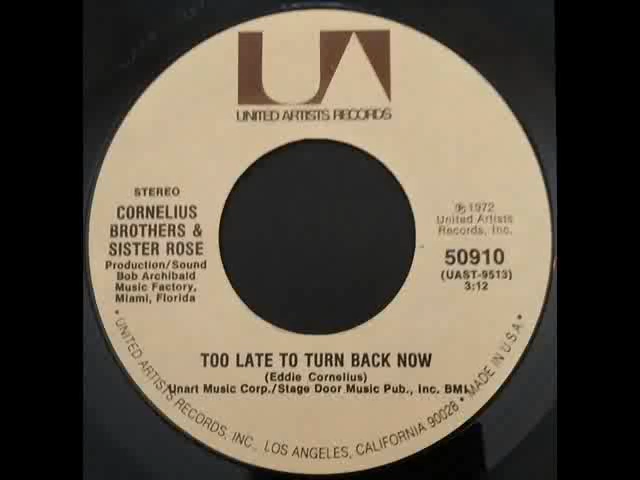 UA
UNITED ARTISTS RECORDS
STEREO
CORNELIUS
BROTHERS &
SISTER ROSE
Production/Sound
Bob Archibald
Music Factory,
Miami, Florida
℗ 1972
United Artists
Records, Inc.
50910
(UAST-9513)
3:12
TOO LATE TO TURN BACK NOW
(Eddie Cornelius)
Unart Music Corp./Stage Door Music Pub., Inc. BMI
• UNITED ARTISTS RECORDS, INC., LOS ANGELES, CALIFORNIA 90028 • MADE IN U.S.A. •